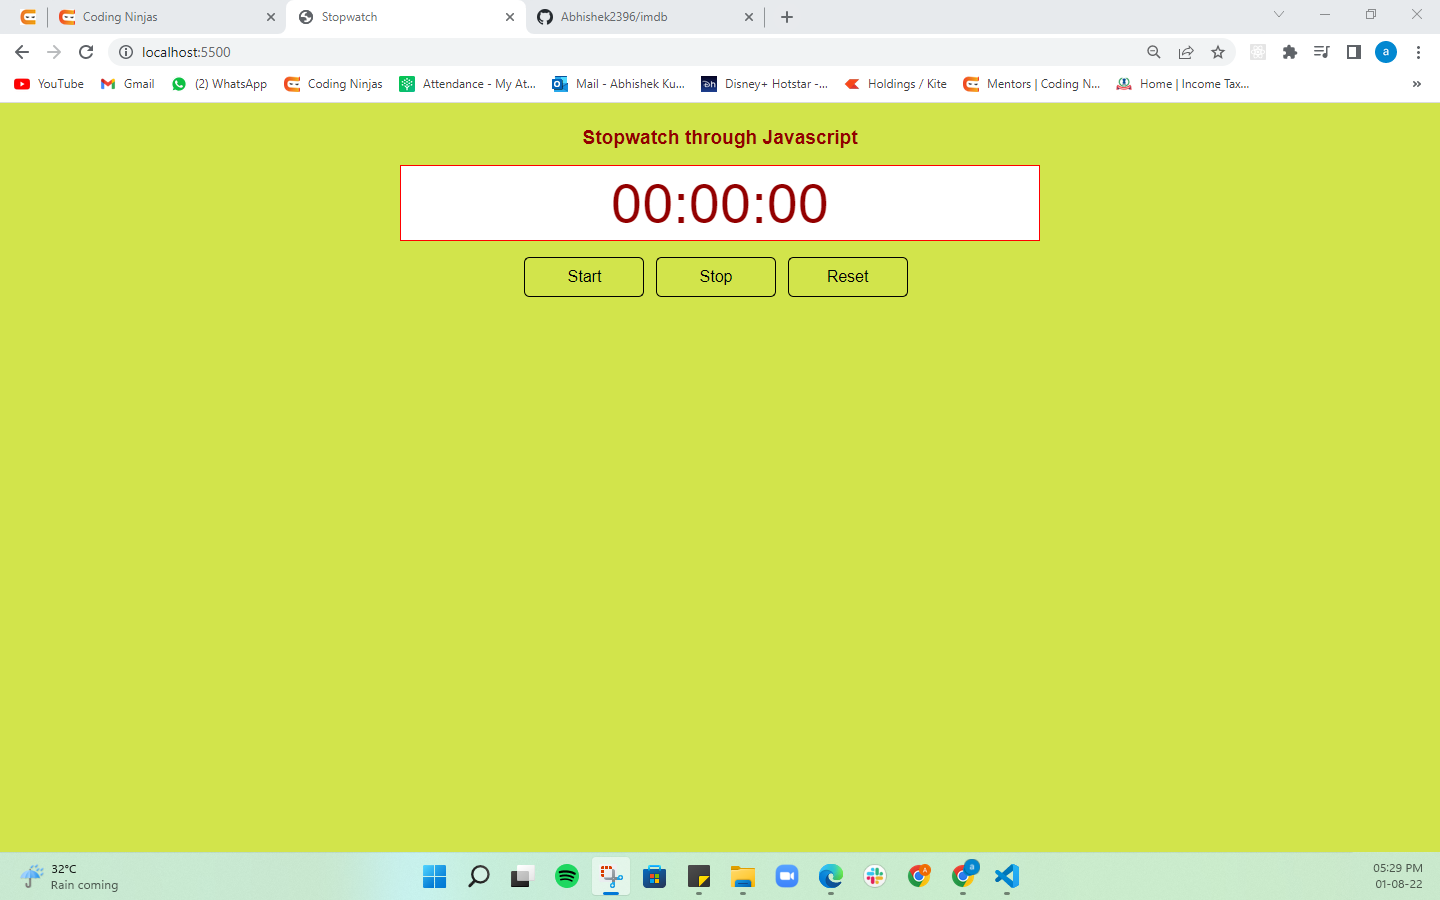 Coding Ninjas
Stopwatch
Abhishek2396/imdb
localhost:5500
a
YouTube
Gmail
(2) WhatsApp
Coding Ninjas
Attendance - My At...
Mail - Abhishek Ku...
Disney+ Hotstar -...
Holdings / Kite
Mentors | Coding N...
Home | Income Tax...
»
Stopwatch through Javascript
00:00:00
Start
Stop
Reset
32°C
Rain coming
05:29 PM
01-08-22